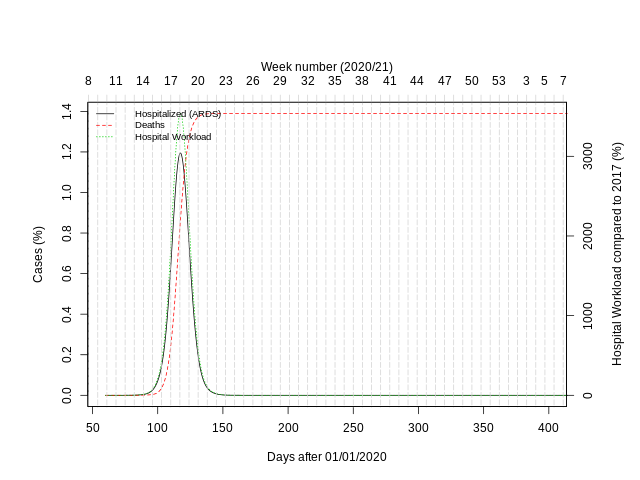 Week number (2020/21)
8 11 14 17 20 23 26 29 32 35 38 41 44 47 50 53 3 5 7
Hospitalized (ARDS)
Deaths
Hospital Workload
Cases (%)
0.0 0.2 0.4 0.6 0.8 1.0 1.2 1.4
0 1000 2000 3000
Hospital Workload compared to 2017 (%)
50 100 150 200 250 300 350 400
Days after 01/01/2020